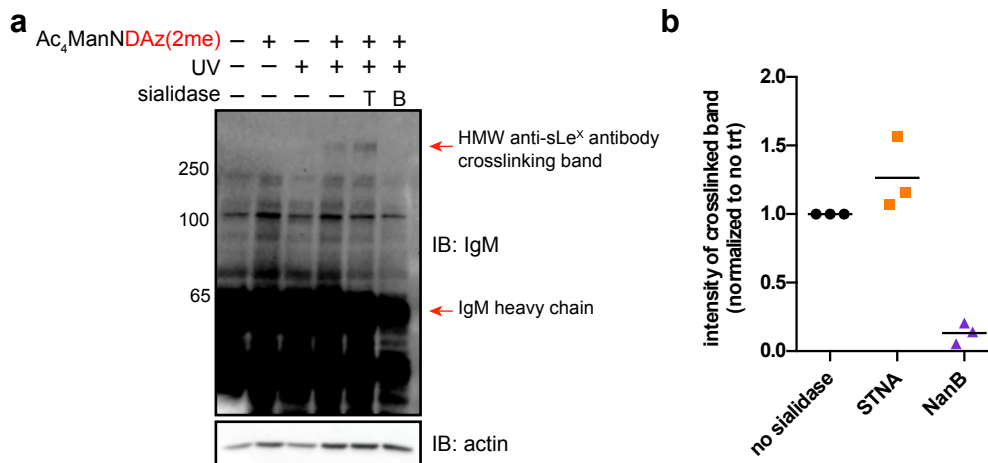 a
Ac₄ManNDAz(2me) – + – + + +
UV – – + + + +
sialidase – – – – T B
HMW anti-sLeˣ antibody
crosslinking band
250
100
IB: IgM
65
IgM heavy chain
IB: actin
b
intensity of crosslinked band
(normalized to no trt)
2.0
1.5
1.0
0.5
0.0
no sialidase
STNA
NanB